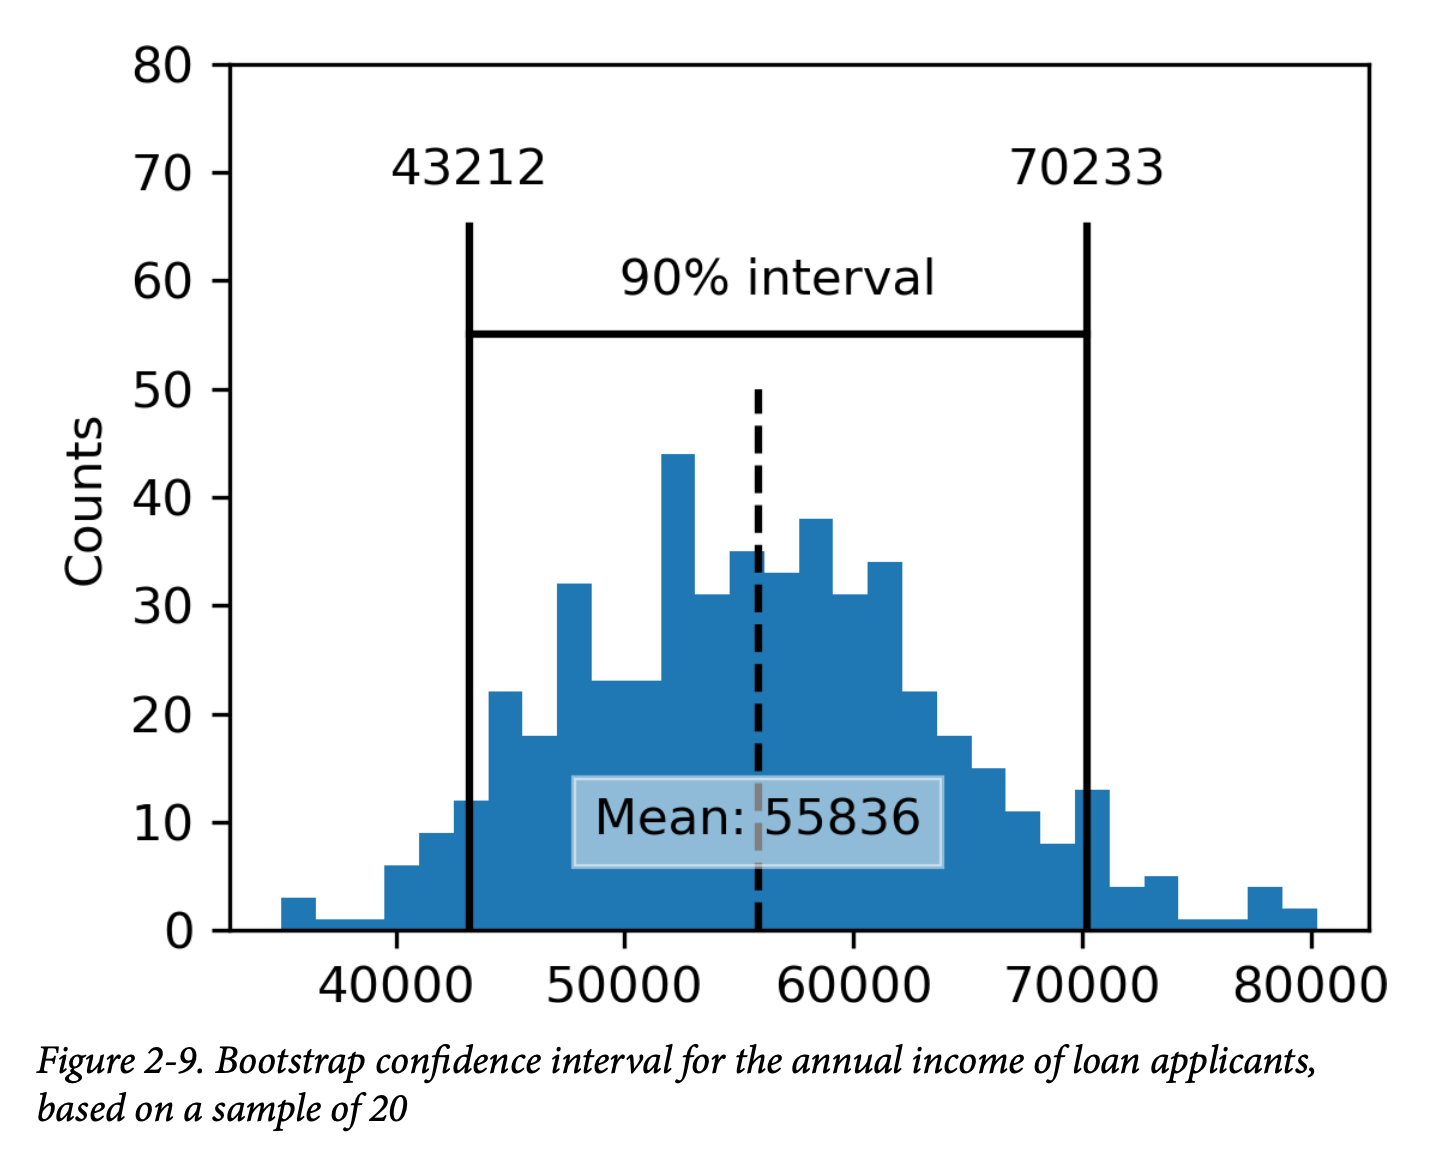 80
70
60
50
40
30
20
10
0
Counts
43212
70233
90% interval
Mean: 55836
40000 50000 60000 70000 80000
Figure 2-9. Bootstrap confidence interval for the annual income of loan applicants,
based on a sample of 20